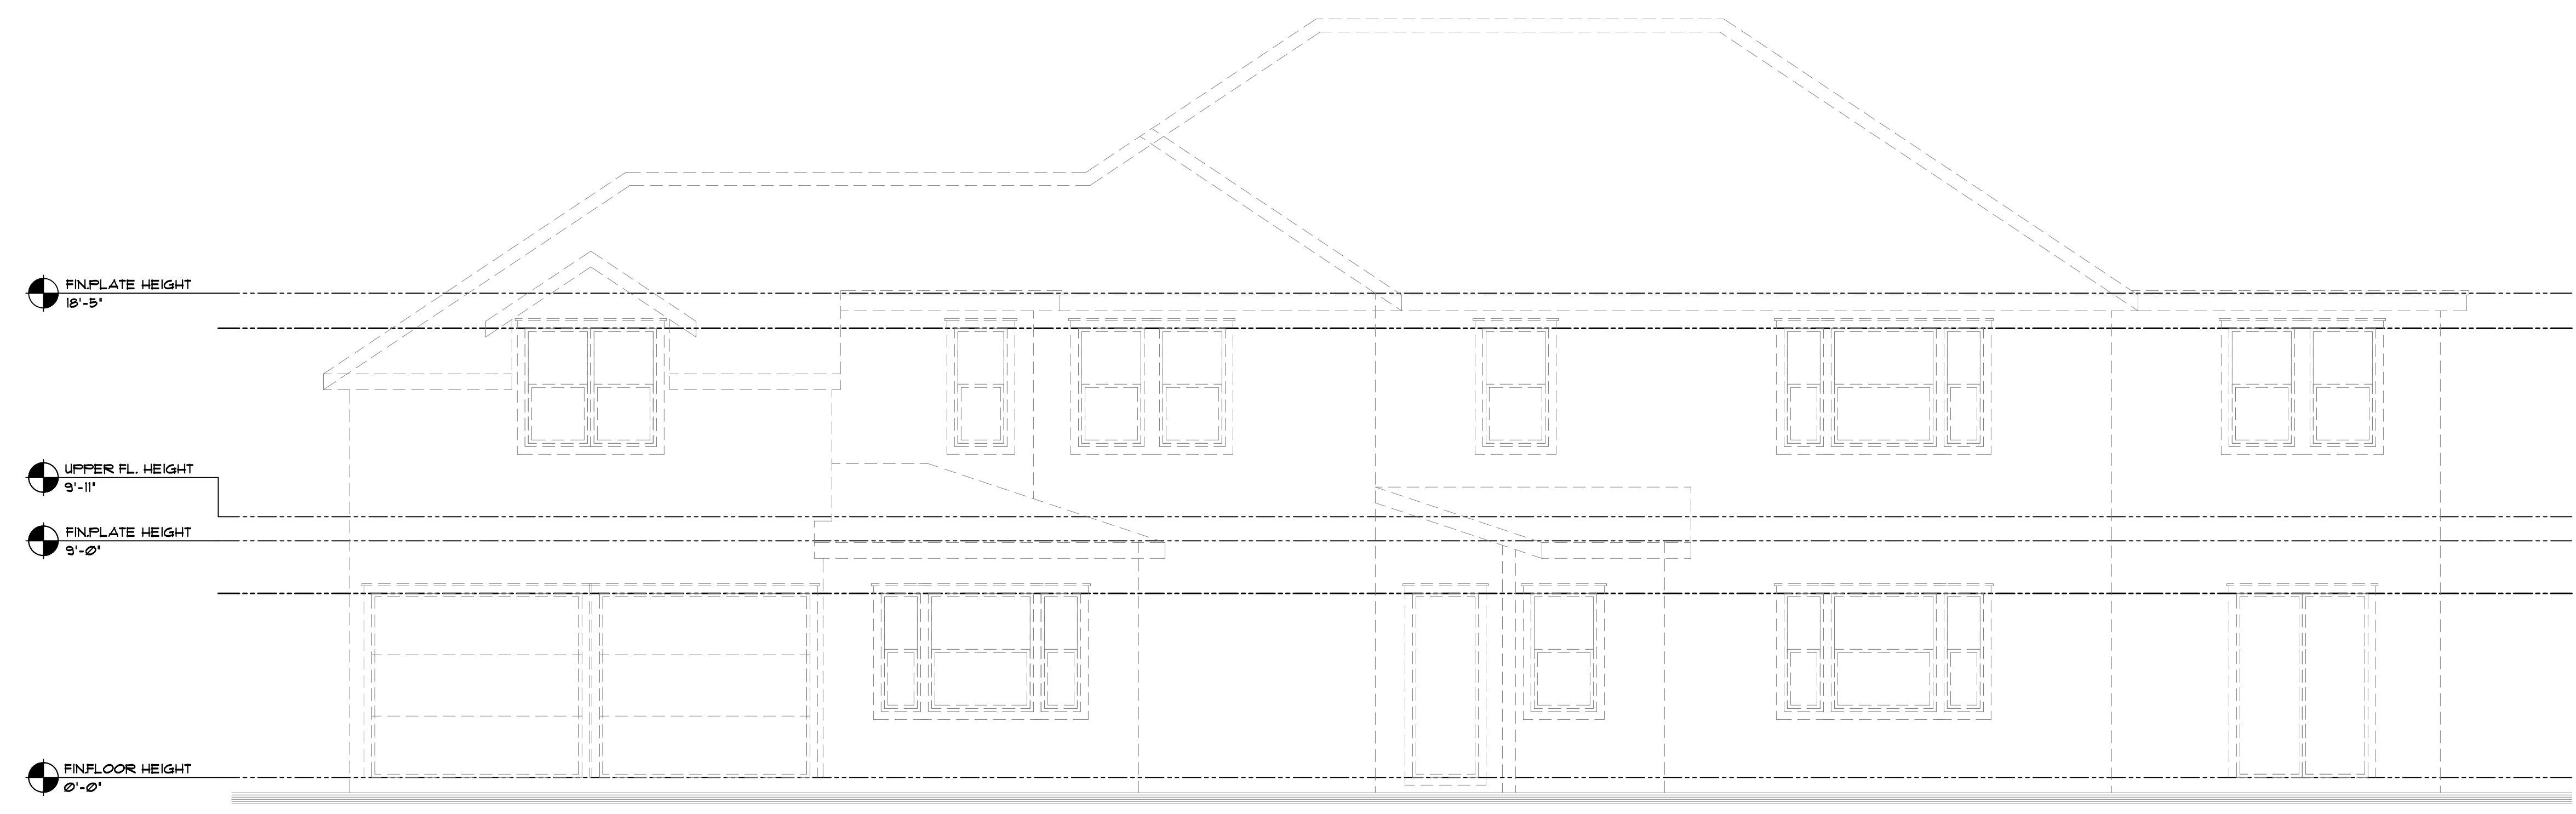 FIN.PLATE HEIGHT
18'-5"
UPPER FL. HEIGHT
9'-11"
FIN.PLATE HEIGHT
9'-0"
FIN.FLOOR HEIGHT
0'-0"